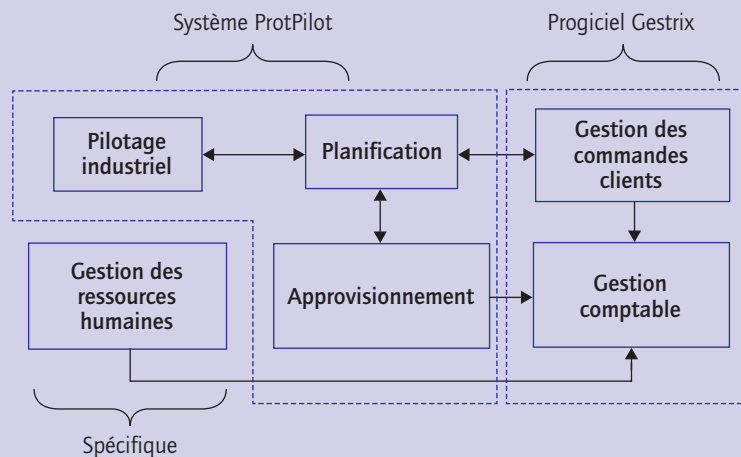 Système ProtPilot
Progiciel Gestrix
Pilotage
industriel
Planification
Gestion des
commandes
clients
Gestion des
ressources
humaines
Approvisionnement
Gestion
comptable
Spécifique